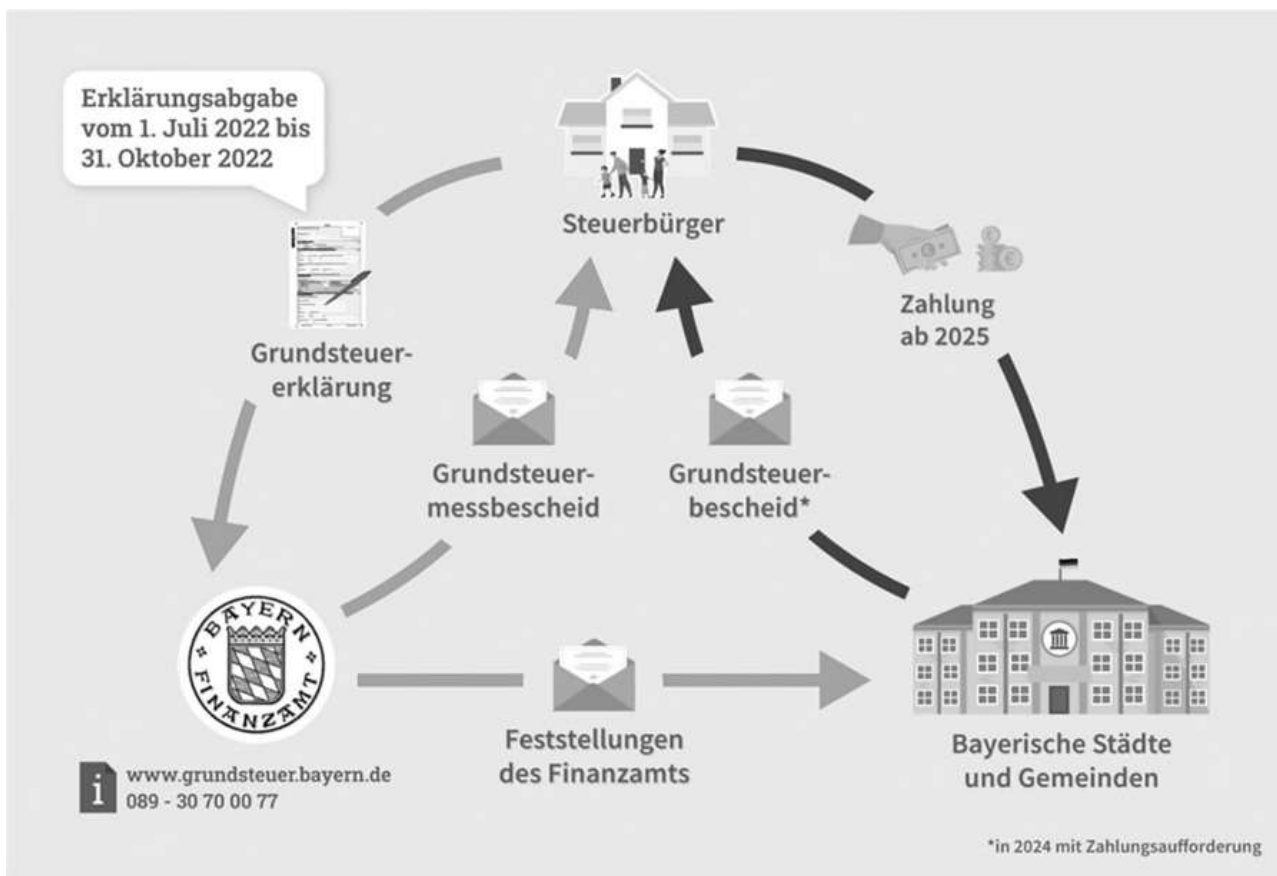 Erklärungsabgabe
vom 1. Juli 2022 bis
31. Oktober 2022
Steuerbürger
Grundsteuer-
erklärung
Zahlung
ab 2025
Grundsteuer-
messbescheid
Grundsteuer-
bescheid*
BAYERN
FINANZAMT
Feststellungen
des Finanzamts
Bayerische Städte
und Gemeinden
i
www.grundsteuer.bayern.de
089 - 30 70 00 77
*in 2024 mit Zahlungsaufforderung